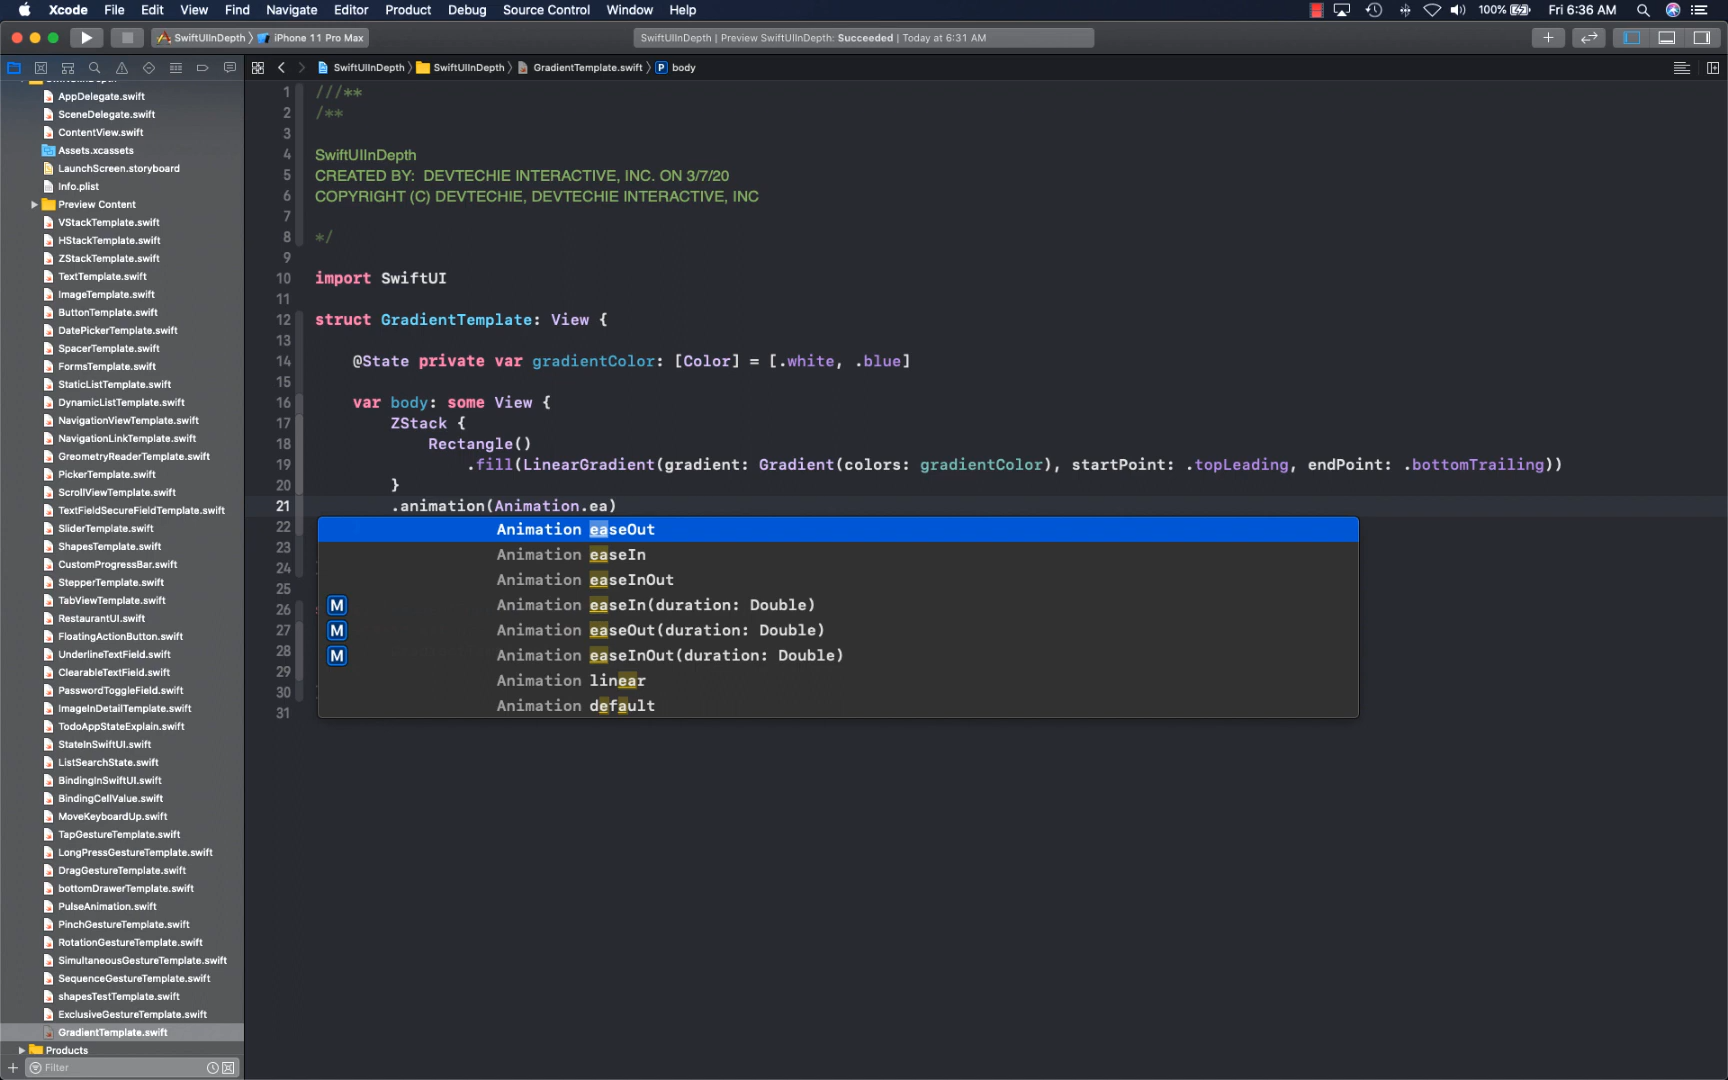 Xcode File Edit View Find Navigate Editor Product Debug Source Control Window Help 100% Fri 6:36 AM
SwiftUIInDepth iPhone 11 Pro Max SwiftUIInDepth | Preview SwiftUIInDepth: Succeeded | Today at 6:31 AM
SwiftUIInDepth SwiftUIInDepth GradientTemplate.swift P body
AppDelegate.swift
SceneDelegate.swift
ContentView.swift
Assets.xcassets
LaunchScreen.storyboard
Info.plist
Preview Content
VStackTemplate.swift
HStackTemplate.swift
ZStackTemplate.swift
TextTemplate.swift
ImageTemplate.swift
ButtonTemplate.swift
DatePickerTemplate.swift
SpacerTemplate.swift
FormsTemplate.swift
StaticListTemplate.swift
DynamicListTemplate.swift
NavigationViewTemplate.swift
NavigationLinkTemplate.swift
GreometryReaderTemplate.swift
PickerTemplate.swift
ScrollViewTemplate.swift
TextFieldSecureFieldTemplate.swift
SliderTemplate.swift
ShapesTemplate.swift
CustomProgressBar.swift
StepperTemplate.swift
TabViewTemplate.swift
RestaurantUI.swift
FloatingActionButton.swift
UnderlineTextField.swift
ClearableTextField.swift
PasswordToggleField.swift
ImageInDetailTemplate.swift
TodoAppStateExplain.swift
StateInSwiftUI.swift
ListSearchState.swift
BindingInSwiftUI.swift
BindingCellValue.swift
MoveKeyboardUp.swift
TapGestureTemplate.swift
LongPressGestureTemplate.swift
DragGestureTemplate.swift
bottomDrawerTemplate.swift
PulseAnimation.swift
PinchGestureTemplate.swift
RotationGestureTemplate.swift
SimultaneousGestureTemplate.swift
SequenceGestureTemplate.swift
shapesTestTemplate.swift
ExclusiveGestureTemplate.swift
GradientTemplate.swift
Products
Filter
1 ///**
2 /**
3
4 SwiftUIInDepth
5 CREATED BY: DEVTECHIE INTERACTIVE, INC. ON 3/7/20
6 COPYRIGHT (C) DEVTECHIE, DEVTECHIE INTERACTIVE, INC
7
8 */
9
10 import SwiftUI
11
12 struct GradientTemplate: View {
13
14 @State private var gradientColor: [Color] = [.white, .blue]
15
16 var body: some View {
17 ZStack {
18 Rectangle()
19 .fill(LinearGradient(gradient: Gradient(colors: gradientColor), startPoint: .topLeading, endPoint: .bottomTrailing))
20 }
21 .animation(Animation.ea)
22
23
24
25
26
27
28
29
30
31
Animation easeOut
Animation easeIn
Animation easeInOut
M Animation easeIn(duration: Double)
M Animation easeOut(duration: Double)
M Animation easeInOut(duration: Double)
Animation linear
Animation default